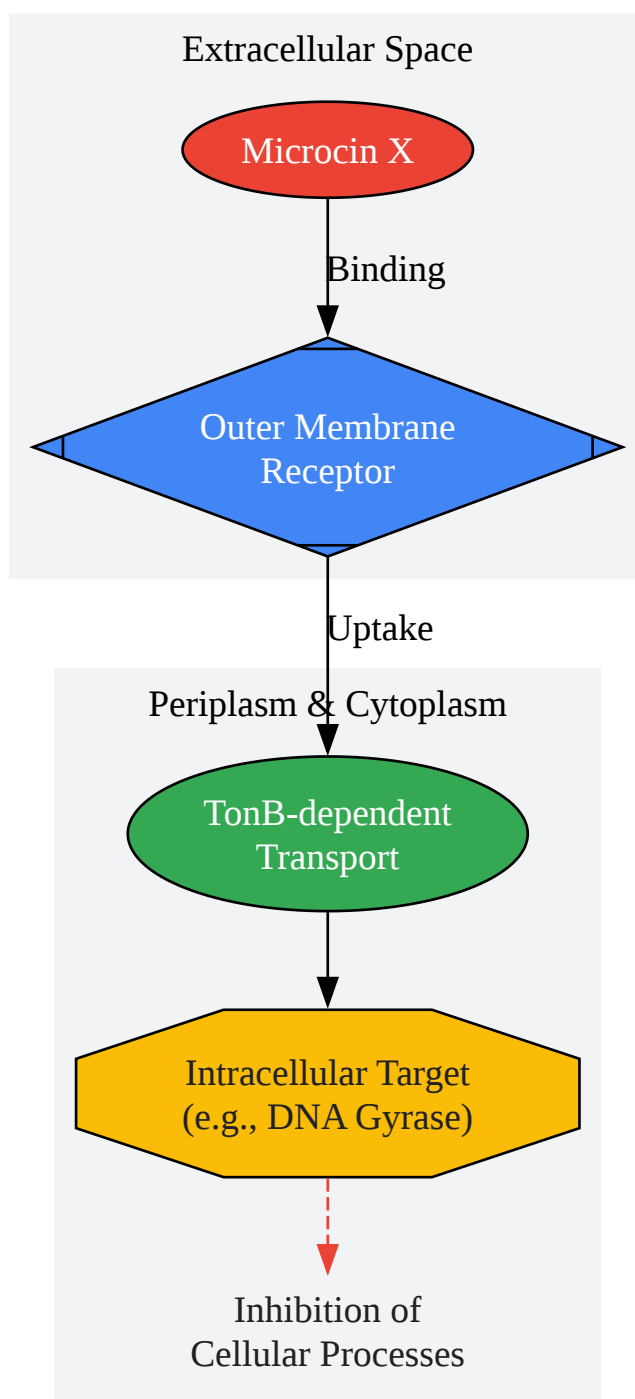 Extracellular Space
Microcin X
Binding
Outer Membrane
Receptor
Uptake
Periplasm & Cytoplasm
TonB-dependent
Transport
Intracellular Target
(e.g., DNA Gyrase)
Inhibition of
Cellular Processes